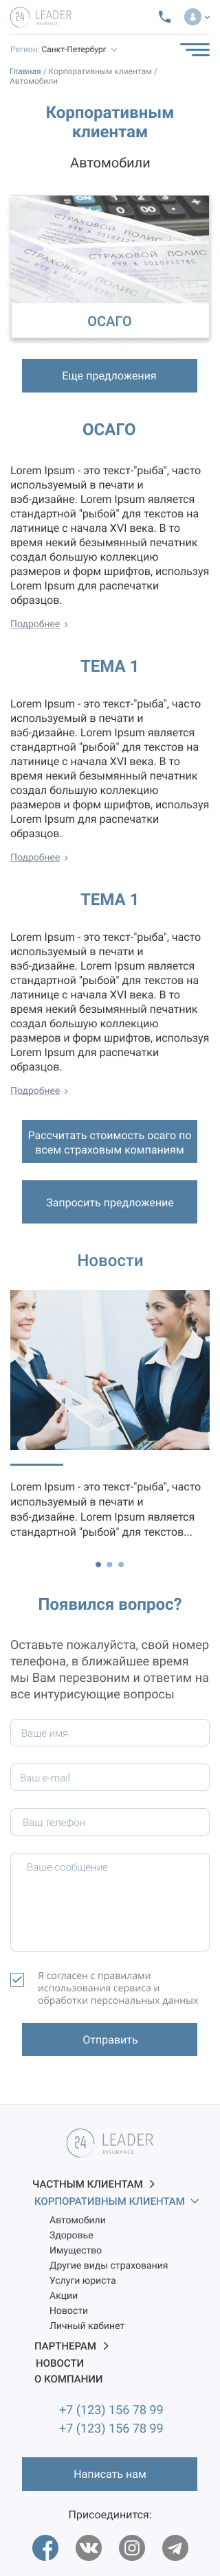 24 LEADER
INSURANCE
Регион: Санкт-Петербург
Главная / Корпоративным клиентам /
Автомобили
Корпоративным
клиентам
Автомобили
СТРАХОВОЙ ПОЛИС
СТРАХОВОЙ ПОЛИС
ОСАГО
Еще предложения
ОСАГО
Lorem Ipsum - это текст-"рыба", часто
используемый в печати и
вэб-дизайне. Lorem Ipsum является
стандартной "рыбой" для текстов на
латинице с начала XVI века. В то
время некий безымянный печатник
создал большую коллекцию
размеров и форм шрифтов, используя
Lorem Ipsum для распечатки
образцов.
Подробнее
ТЕМА 1
Lorem Ipsum - это текст-"рыба", часто
используемый в печати и
вэб-дизайне. Lorem Ipsum является
стандартной "рыбой" для текстов на
латинице с начала XVI века. В то
время некий безымянный печатник
создал большую коллекцию
размеров и форм шрифтов, используя
Lorem Ipsum для распечатки
образцов.
Подробнее
ТЕМА 1
Lorem Ipsum - это текст-"рыба", часто
используемый в печати и
вэб-дизайне. Lorem Ipsum является
стандартной "рыбой" для текстов на
латинице с начала XVI века. В то
время некий безымянный печатник
создал большую коллекцию
размеров и форм шрифтов, используя
Lorem Ipsum для распечатки
образцов.
Подробнее
Рассчитать стоимость осаго по
всем страховым компаниям
Запросить предложение
Новости
Lorem Ipsum - это текст-"рыба", часто
используемый в печати и
вэб-дизайне. Lorem Ipsum является
стандартной "рыбой" для текстов...
Появился вопрос?
Оставьте пожалуйста, свой номер
телефона, в ближайшее время
мы Вам перезвоним и ответим на
все интурисующие вопросы
Ваше имя
Ваш e-mail
Ваш телефон
Ваше сообщение
Я согласен с правилами
использования сервиса и
обработки персональных данных
Отправить
24 LEADER
INSURANCE
ЧАСТНЫМ КЛИЕНТАМ
КОРПОРАТИВНЫМ КЛИЕНТАМ
Автомобили
Здоровье
Имущество
Другие виды страхования
Услуги юриста
Акции
Новости
Личный кабинет
ПАРТНЕРАМ
НОВОСТИ
О КОМПАНИИ
+7 (123) 156 78 99
+7 (123) 156 78 99
Написать нам
Присоединится: